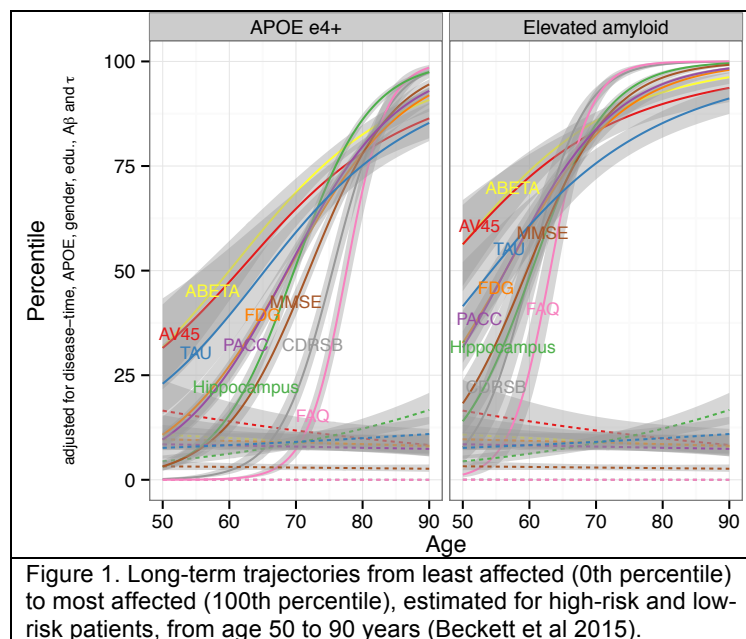 APOE e4+
Elevated amyloid
Percentile
adjusted for disease−time, APOE, gender, edu., Aβ and τ
100
75
50
25
0
ABETA
AV45
TAU
FDG
MMSE
PACC
CDRSB
Hippocampus
FAQ
ABETA
AV45
TAU
MMSE
FDG
PACC
FAQ
Hippocampus
CDRSB
50 60 70 80 90 50 60 70 80 90
Age
Figure 1. Long-term trajectories from least affected (0th percentile)
to most affected (100th percentile), estimated for high-risk and low-
risk patients, from age 50 to 90 years (Beckett et al 2015).